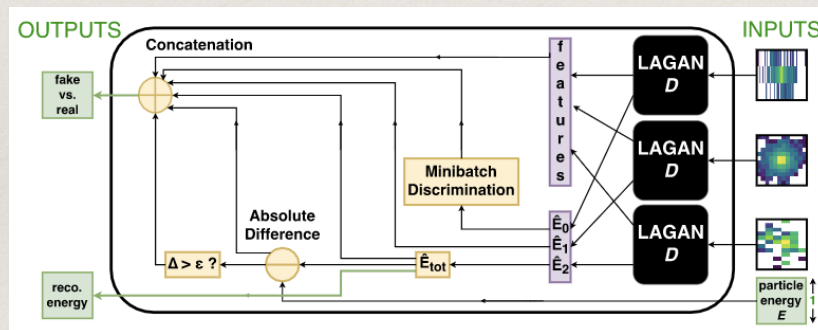 OUTPUTS
INPUTS
Concatenation
fake
vs.
real
f
e
a
t
u
r
e
s
LAGAN
D
LAGAN
D
LAGAN
D
Minibatch
Discrimination
Absolute
Difference
Ê0
Ê1
Ê2
Δ > ε ?
Êtot
reco.
energy
particle
energy
E
1